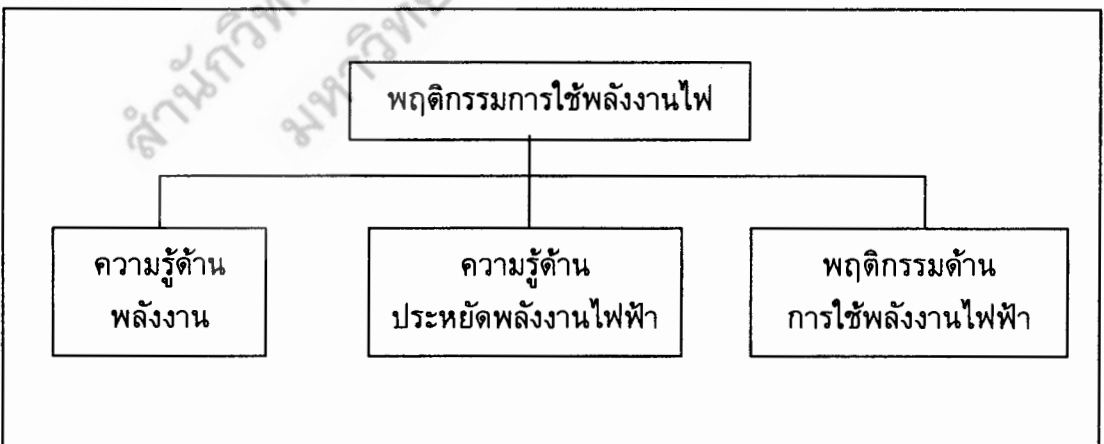 พฤติกรรมการใช้พลังงานไฟ
ความรู้ด้าน
พลังงาน
ความรู้ด้าน
ประหยัดพลังงานไฟฟ้า
พฤติกรรมด้าน
การใช้พลังงานไฟฟ้า